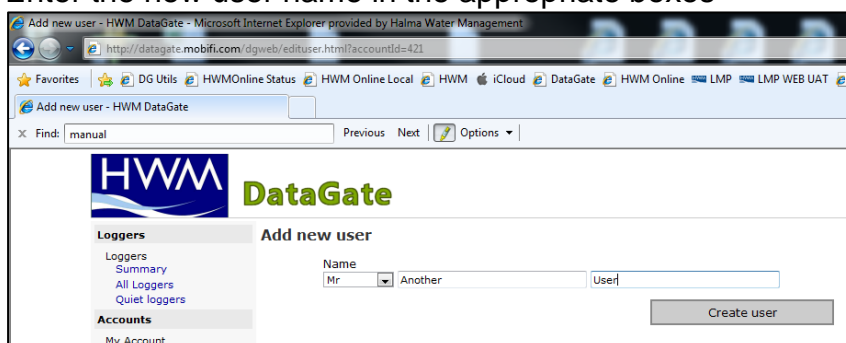 Enter the new user name in the appropriate boxes
Add new user - HWM DataGate - Microsoft Internet Explorer provided by Halma Water Management
http://datagate.mobifi.com/dgweb/edituser.html?accountId=421
Favorites DG Utils HWMOnline Status HWM Online Local HWM iCloud DataGate HWM Online LMP LMP WEB UAT
Add new user - HWM DataGate
x Find: manual Previous Next Options
HWM DataGate
Loggers
Add new user
Loggers
Name
Summary
Mr Another User
All Loggers
Quiet loggers
Create user
Accounts
My Account